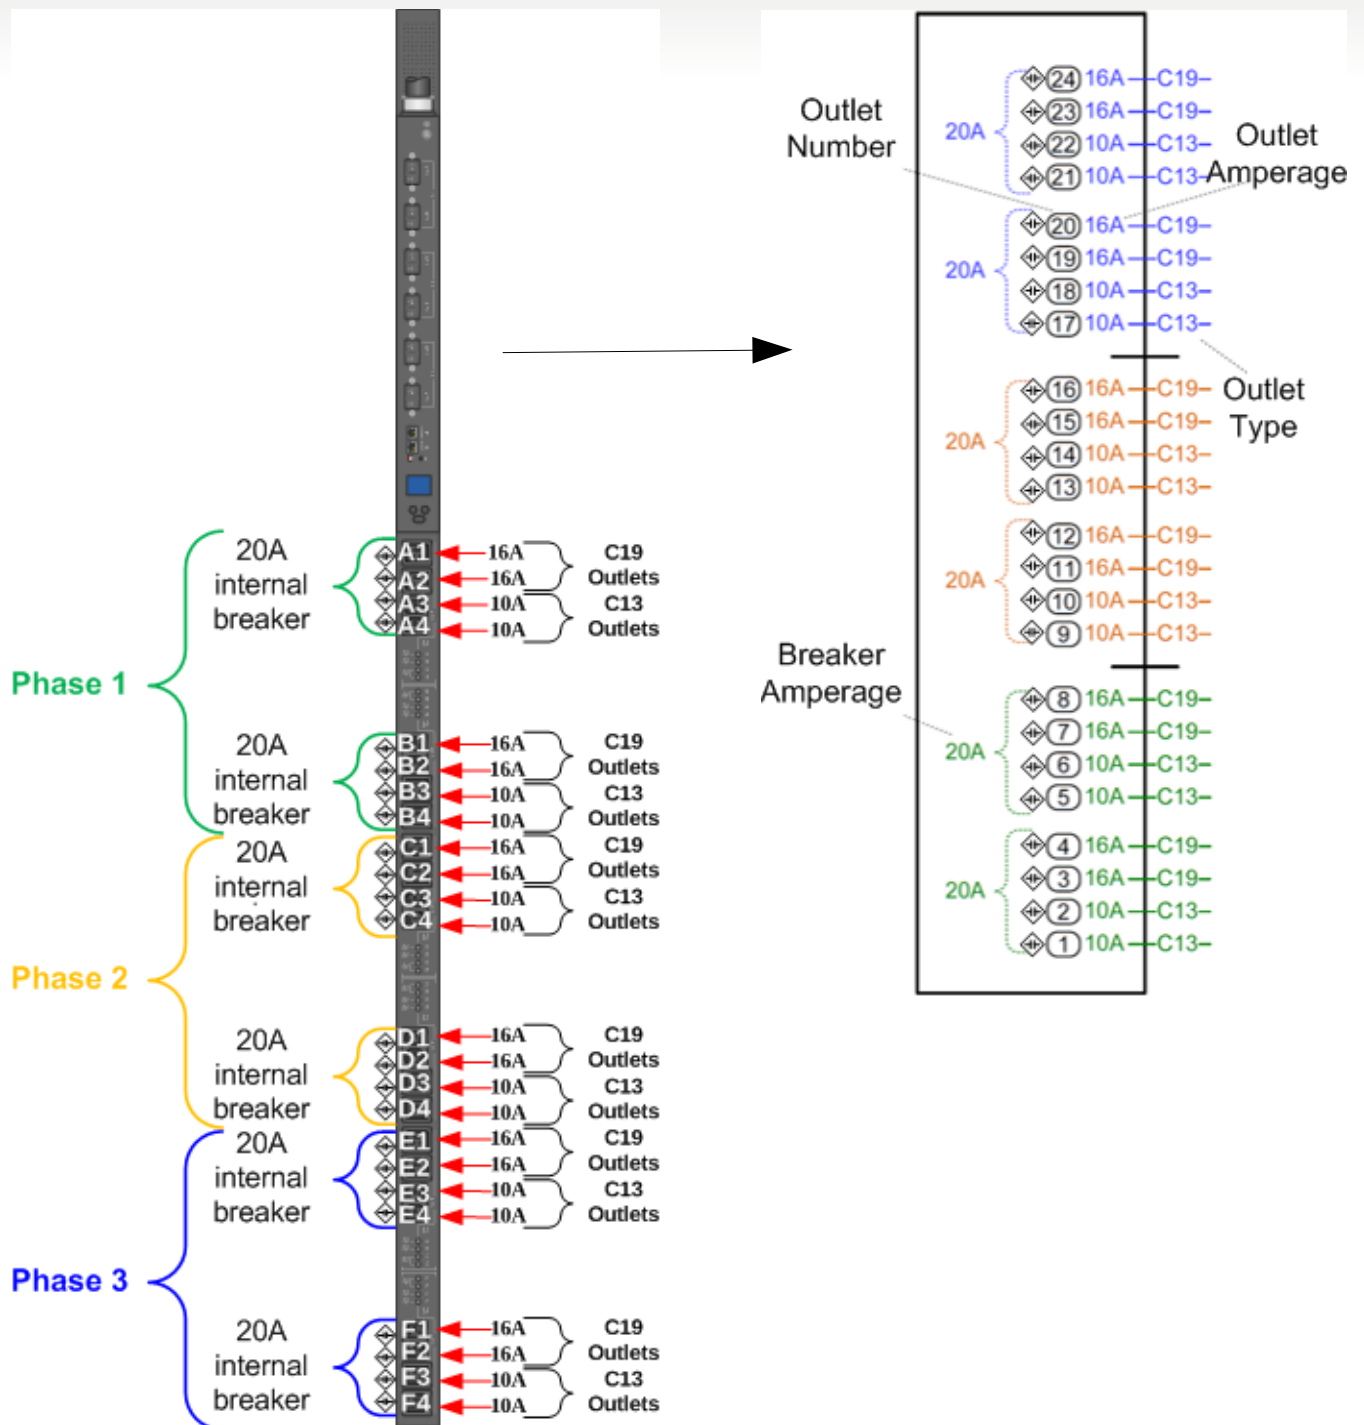 20A
internal
breaker
A1 16A
A2 16A
A3 10A
A4 10A
C19
Outlets
C13
Outlets
Phase 1
20A
internal
breaker
B1 16A
B2 16A
B3 10A
B4 10A
C19
Outlets
C13
Outlets
20A
internal
breaker
C1 16A
C2 16A
C3 10A
C4 10A
C19
Outlets
C13
Outlets
Phase 2
20A
internal
breaker
D1 16A
D2 16A
D3 10A
D4 10A
C19
Outlets
C13
Outlets
20A
internal
breaker
E1 16A
E2 16A
E3 10A
E4 10A
C19
Outlets
C13
Outlets
Phase 3
20A
internal
breaker
F1 16A
F2 16A
F3 10A
F4 10A
C19
Outlets
C13
Outlets
Outlet
Number
Outlet
Amperage
Outlet
Type
Breaker
Amperage
20A
24 16A C19
23 16A C19
22 10A C13
21 10A C13
20A
20 16A C19
19 16A C19
18 10A C13
17 10A C13
20A
16 16A C19
15 16A C19
14 10A C13
13 10A C13
20A
12 16A C19
11 16A C19
10 10A C13
9 10A C13
20A
8 16A C19
7 16A C19
6 10A C13
5 10A C13
20A
4 16A C19
3 16A C19
2 10A C13
1 10A C13